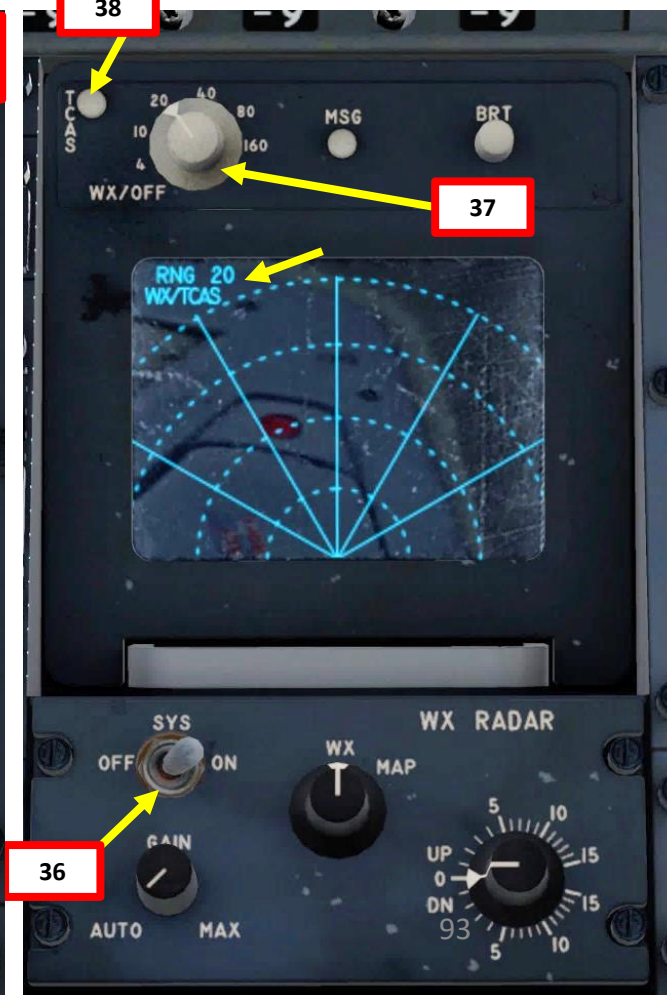 -9
-9
38
TCAS
20 40 80
10 160
4
WX/OFF
MSG
BRT
37
RNG 20
WX/TCAS
SYS
OFF ON
WX MAP
WX RADAR
36
GAIN
AUTO MAX
5 10 15
UP
0
DN
15
5 10
93